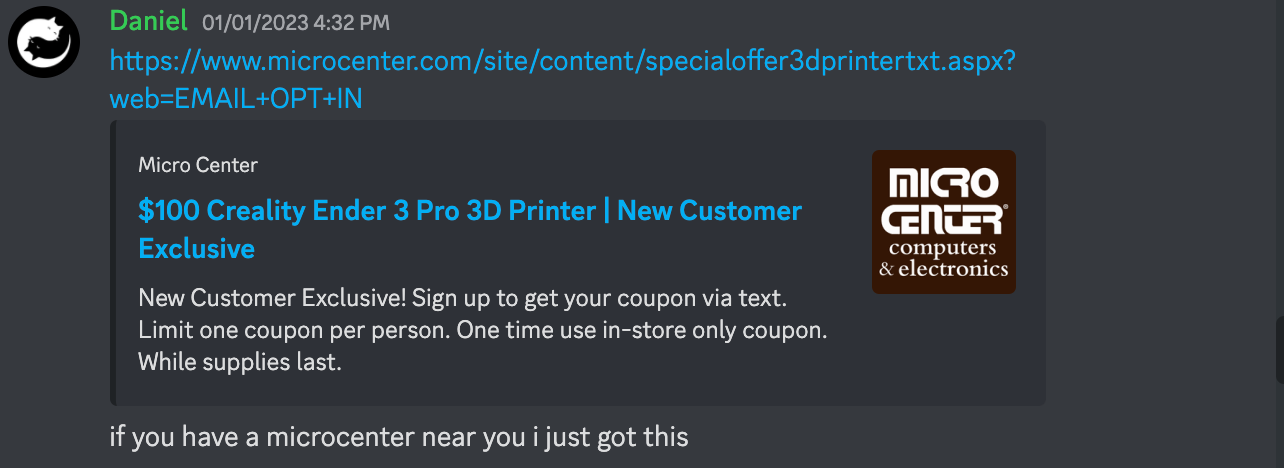 Daniel 01/01/2023 4:32 PM
https://www.microcenter.com/site/content/specialoffer3dprintertxt.aspx?
web=EMAIL+OPT+IN
Micro Center
$100 Creality Ender 3 Pro 3D Printer | New Customer
Exclusive
New Customer Exclusive! Sign up to get your coupon via text.
Limit one coupon per person. One time use in-store only coupon.
While supplies last.
MICRO
CENTER®
computers
& electronics
if you have a microcenter near you i just got this